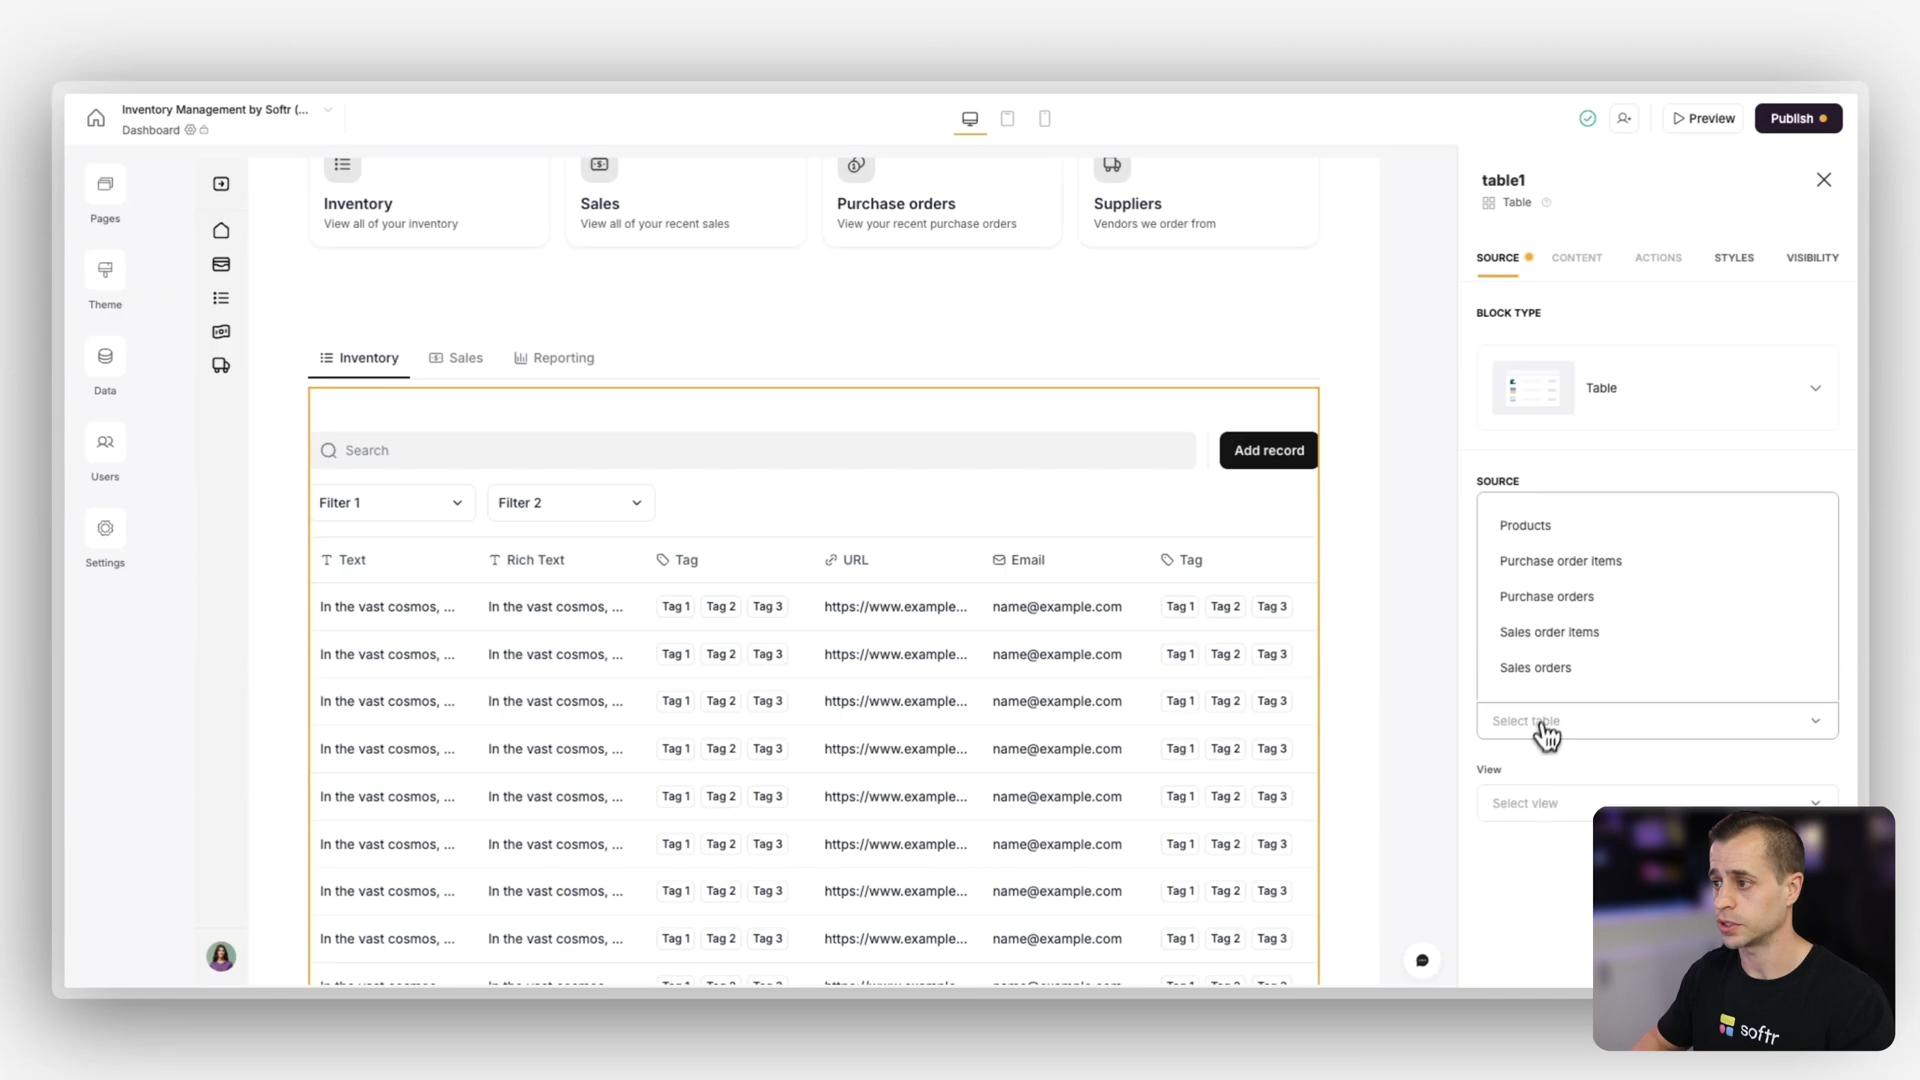 Inventory Management by Softr (...
Dashboard
Preview
Publish
Pages
Theme
Data
Users
Settings
Inventory
View all of your inventory
Sales
View all of your recent sales
Purchase orders
View your recent purchase orders
Suppliers
Vendors we order from
Inventory Sales Reporting
Search
Add record
Filter 1 Filter 2
Text Rich Text Tag URL Email Tag
In the vast cosmos, ... In the vast cosmos, ... Tag 1 Tag 2 Tag 3 https://www.example... name@example.com Tag 1 Tag 2 Tag 3
In the vast cosmos, ... In the vast cosmos, ... Tag 1 Tag 2 Tag 3 https://www.example... name@example.com Tag 1 Tag 2 Tag 3
In the vast cosmos, ... In the vast cosmos, ... Tag 1 Tag 2 Tag 3 https://www.example... name@example.com Tag 1 Tag 2 Tag 3
In the vast cosmos, ... In the vast cosmos, ... Tag 1 Tag 2 Tag 3 https://www.example... name@example.com Tag 1 Tag 2 Tag 3
In the vast cosmos, ... In the vast cosmos, ... Tag 1 Tag 2 Tag 3 https://www.example... name@example.com Tag 1 Tag 2 Tag 3
In the vast cosmos, ... In the vast cosmos, ... Tag 1 Tag 2 Tag 3 https://www.example... name@example.com Tag 1 Tag 2 Tag 3
In the vast cosmos, ... In the vast cosmos, ... Tag 1 Tag 2 Tag 3 https://www.example... name@example.com Tag 1 Tag 2 Tag 3
In the vast cosmos, ... In the vast cosmos, ... Tag 1 Tag 2 Tag 3 https://www.example... name@example.com Tag 1 Tag 2 Tag 3
table1
Table
SOURCE CONTENT ACTIONS STYLES VISIBILITY
BLOCK TYPE
Table
SOURCE
Products
Purchase order items
Purchase orders
Sales order items
Sales orders
Select table
View
Select view
softr